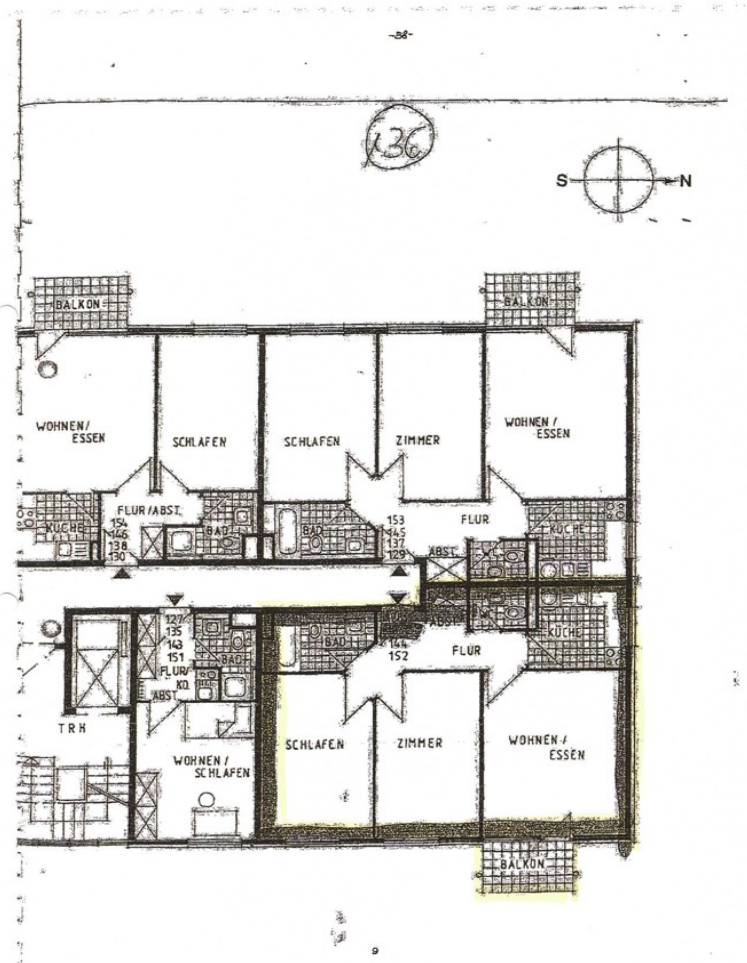 -38-
136
S N
BALKON
BALKON
WOHNEN/
ESSEN
SCHLAFEN
SCHLAFEN
ZIMMER
WOHNEN/
ESSEN
KÜCHE
FLUR/ABST.
154
146
138
130
BAD
BAD
153
145
137
129
FLUR
ABST.
WC
KÜCHE
127
135
143
151
FLUR/
KO
ABST
BAD
BAD
144
152
ABST
FLUR
KÜCHE
TRH
WOHNEN/
SCHLAFEN
SCHLAFEN
ZIMMER
WOHNEN/
ESSEN
BALKON
9